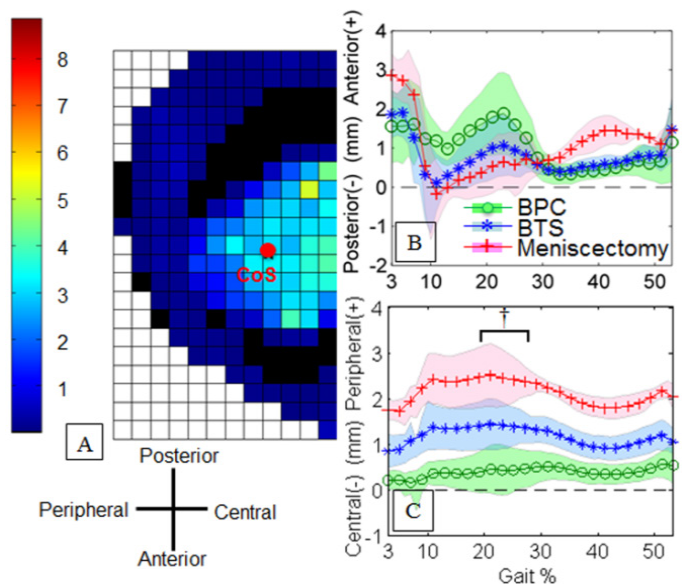 8
7
6
5
4
3
2
1
CoS
A
Posterior
Peripheral
Central
Anterior
Posterior(-) (mm) Anterior(+)
4
3
2
1
0
-1
-2
BPC
BTS
Meniscectomy
B
3 10 20 30 40 50
Central(-) (mm) Peripheral(+)
4
3
2
1
0
-1
†
C
3 10 20 30 40 50
Gait %